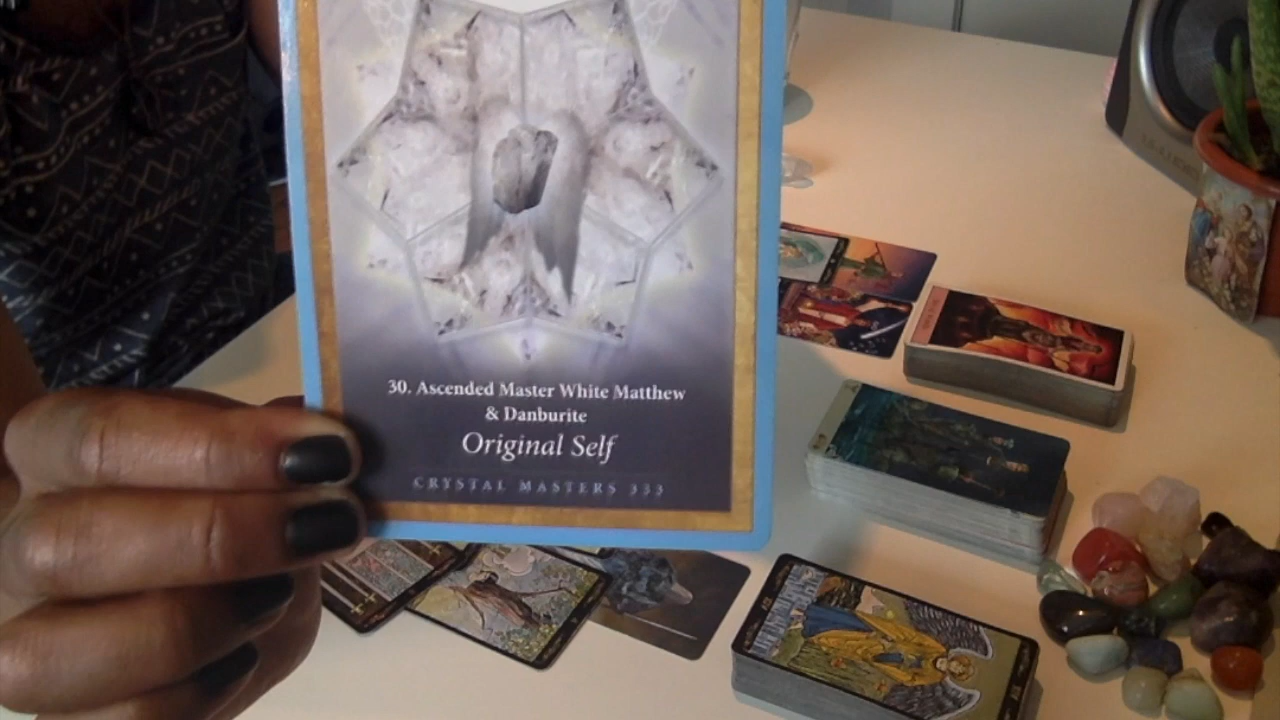 30. Ascended Master White Matthew
& Danburite
Original Self
CRYSTAL MASTERS 333